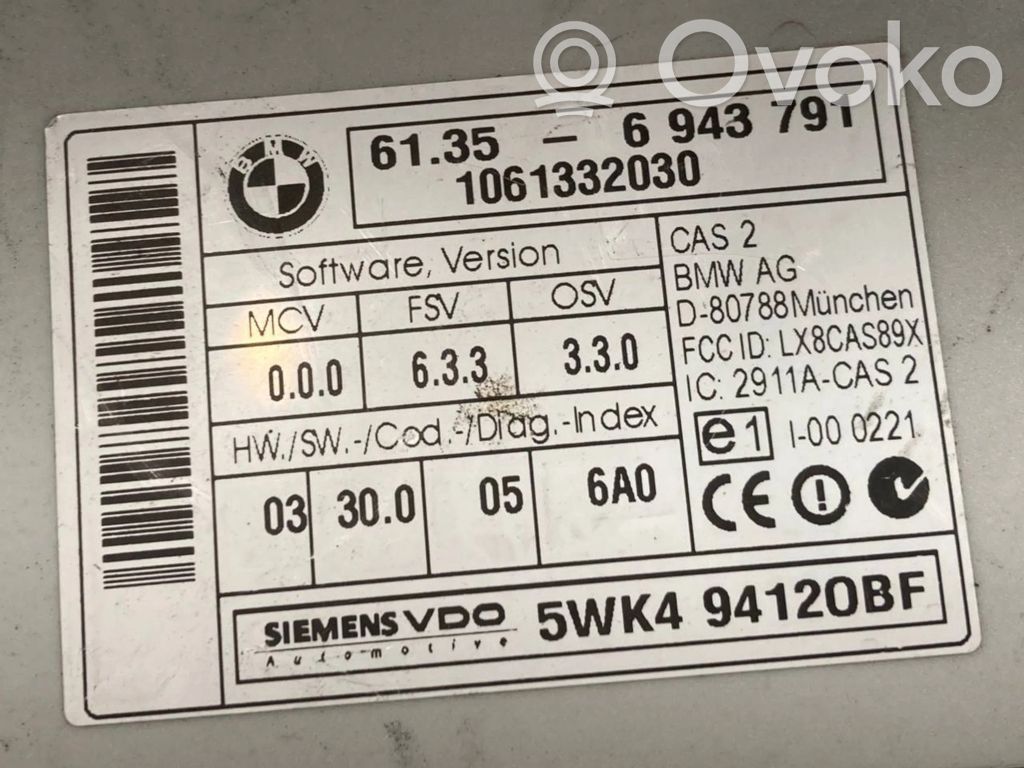 Ovoko
BMW
61.35 – 6 943 791
1061332030
Software, Version
MCV FSV OSV
0.0.0 6.3.3 3.3.0
HW./SW.-/Cod.-/Diag.-Index
03 30.0 05 6A0
CAS 2
BMW AG
D-80788 München
FCC ID: LX8CAS89X
IC: 2911A-CAS 2
e1 I-00 0221
CE
SIEMENS VDO
Automotive
5WK4 94120BF